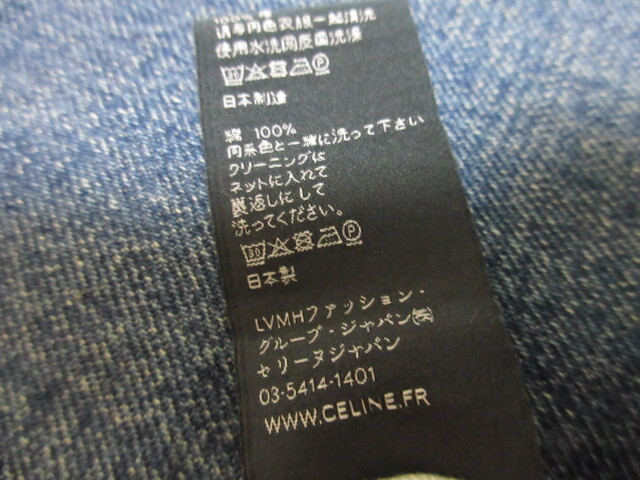 100% 棉
请与同色衣服一起清洗
使用水洗网反面洗涤
日本制造
綿 100%
同系色と一緒に洗って下さい
クリーニングは
ネットに入れて
裏返しにして
洗ってください。
30
日本製
LVMHファッション・
グループ・ジャパン㈱
セリーヌジャパン
03-5414-1401
WWW.CELINE.FR